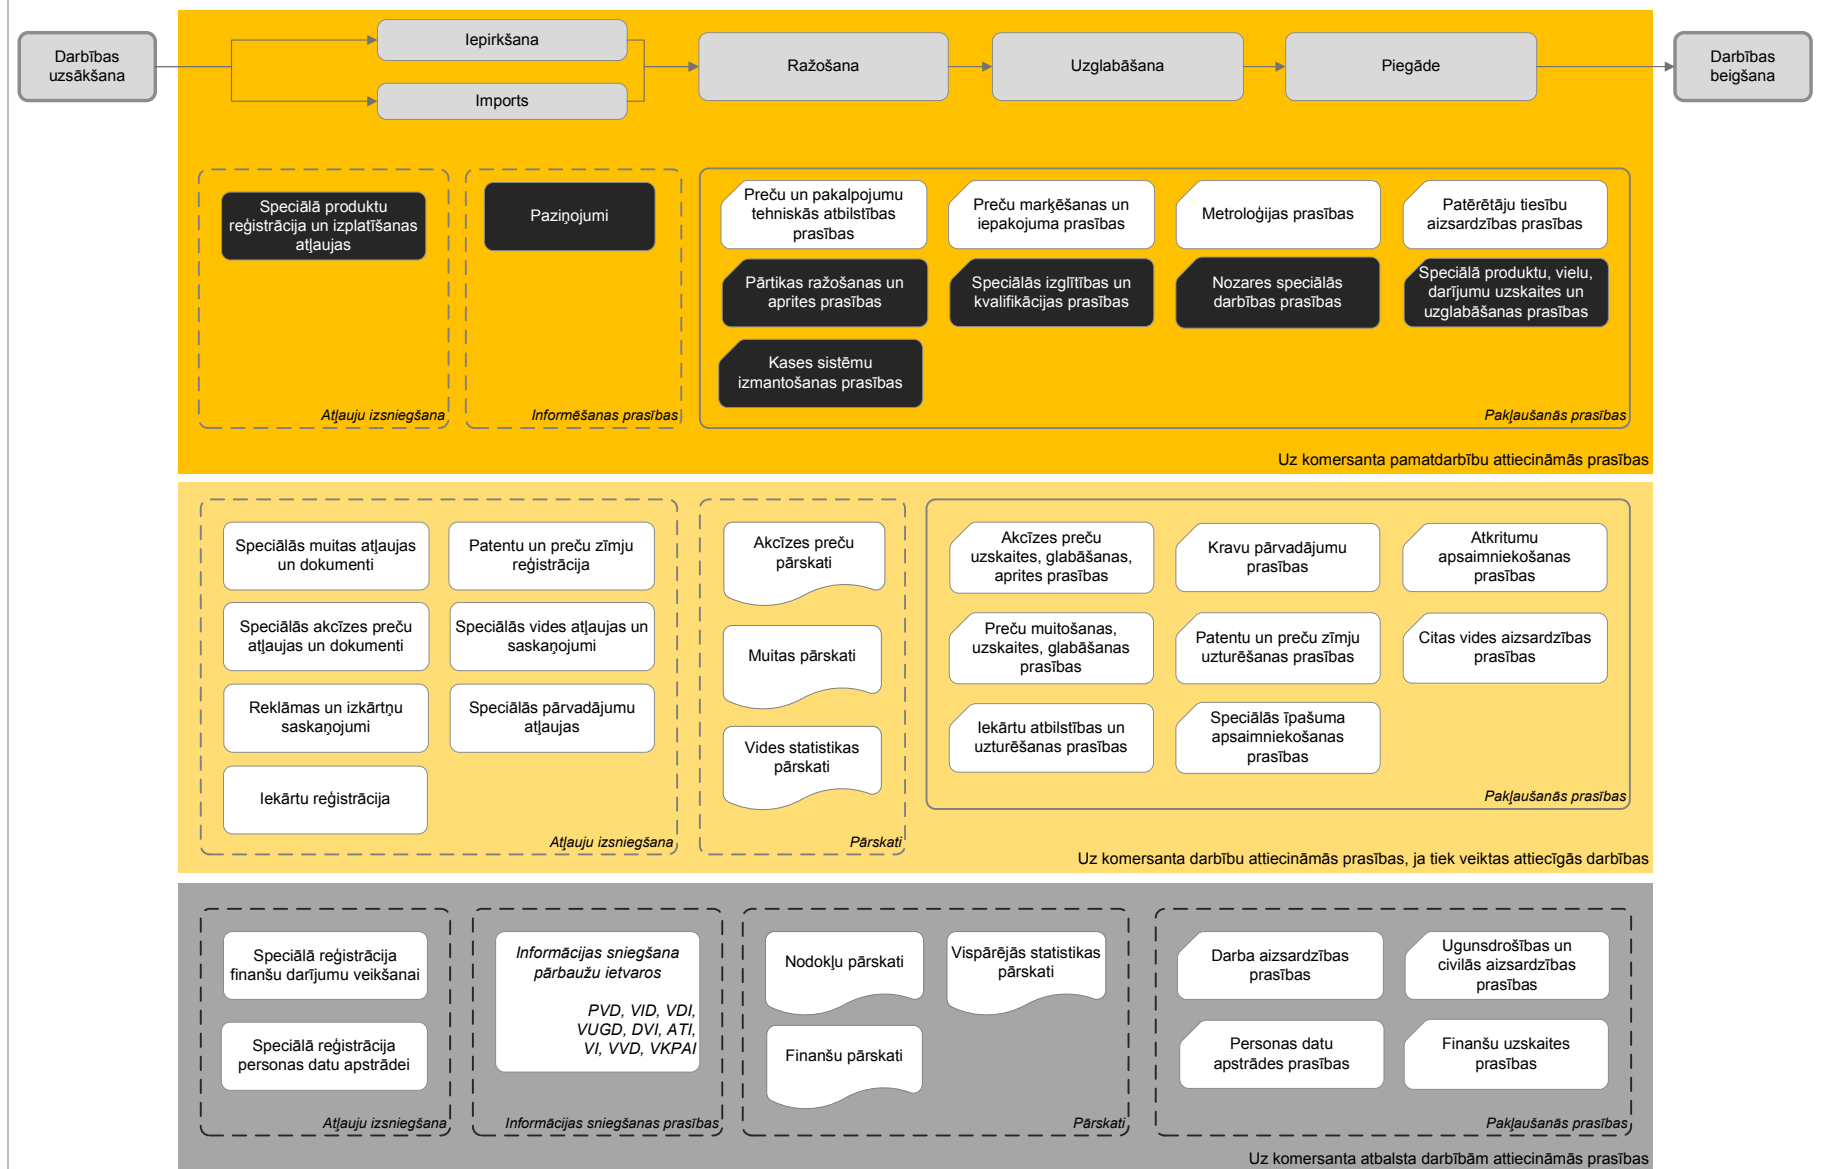 Darbības
uzsākšana
Iepirkšana
Imports
Ražošana
Uzglabāšana
Piegāde
Darbības
beigšana
Speciālā produktu
reģistrācija un izplatīšanas
atļaujas
Atļauju izsniegšana
Paziņojumi
Informēšanas prasības
Preču un pakalpojumu
tehniskās atbilstības
prasības
Preču marķēšanas un
iepakojuma prasības
Metroloģijas prasības
Patērētāju tiesību
aizsardzības prasības
Pārtikas ražošanas un
aprites prasības
Speciālās izglītības un
kvalifikācijas prasības
Nozares speciālās
darbības prasības
Speciālā produktu, vielu,
darījumu uzskaites un
uzglabāšanas prasības
Kases sistēmu
izmantošanas prasības
Pakļaušanās prasības
Uz komersanta pamatdarbību attiecināmās prasības
Speciālās muitas atļaujas
un dokumenti
Patentu un preču zīmju
reģistrācija
Speciālās akcīzes preču
atļaujas un dokumenti
Speciālās vides atļaujas un
saskaņojumi
Reklāmas un izkārtņu
saskaņojumi
Speciālās pārvadājumu
atļaujas
Iekārtu reģistrācija
Atļauju izsniegšana
Akcīzes preču
pārskati
Muitas pārskati
Vides statistikas
pārskati
Pārskati
Akcīzes preču
uzskaites, glabāšanas,
aprites prasības
Kravu pārvadājumu
prasības
Atkritumu
apsaimniekošanas
prasības
Preču muitošanas,
uzskaites, glabāšanas
prasības
Patentu un preču zīmju
uzturēšanas prasības
Citas vides aizsardzības
prasības
Iekārtu atbilstības un
uzturēšanas prasības
Speciālās īpašuma
apsaimniekošanas
prasības
Pakļaušanās prasības
Uz komersanta darbību attiecināmās prasības, ja tiek veiktas attiecīgās darbības
Speciālā reģistrācija
finanšu darījumu veikšanai
Speciālā reģistrācija
personas datu apstrādei
Atļauju izsniegšana
Informācijas sniegšana
pārbaužu ietvaros
PVD, VID, VDI,
VUGD, DVI, ATI,
VI, VVD, VKPAI
Informācijas sniegšanas prasības
Nodokļu pārskati
Vispārējās statistikas
pārskati
Finanšu pārskati
Pārskati
Darba aizsardzības
prasības
Ugunsdrošības un
civilās aizsardzības
prasības
Personas datu
apstrādes prasības
Finanšu uzskaites
prasības
Pakļaušanās prasības
Uz komersanta atbalsta darbībām attiecināmās prasības